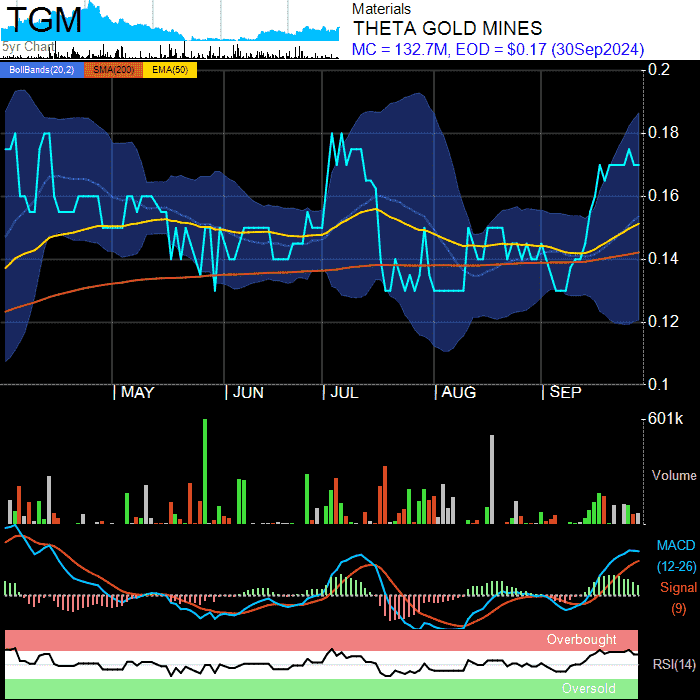 TGM
5yr Chart
Materials
THETA GOLD MINES
MC = 132.7M, EOD = $0.17 (30Sep2024)
BollBands(20,2) SMA(200) EMA(50)
0.2
0.18
0.16
0.14
0.12
0.1
MAY JUN JUL AUG SEP
601k
Volume
MACD
(12-26)
Signal
(9)
Overbought
RSI(14)
Oversold